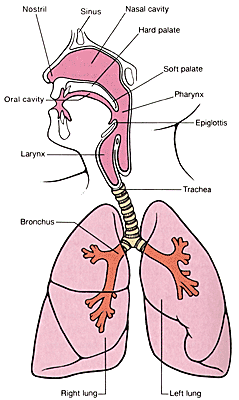 Nostril
Sinus
Nasal cavity
Hard palate
Soft palate
Oral cavity
Pharynx
Epiglottis
Larynx
Trachea
Bronchus
Right lung
Left lung